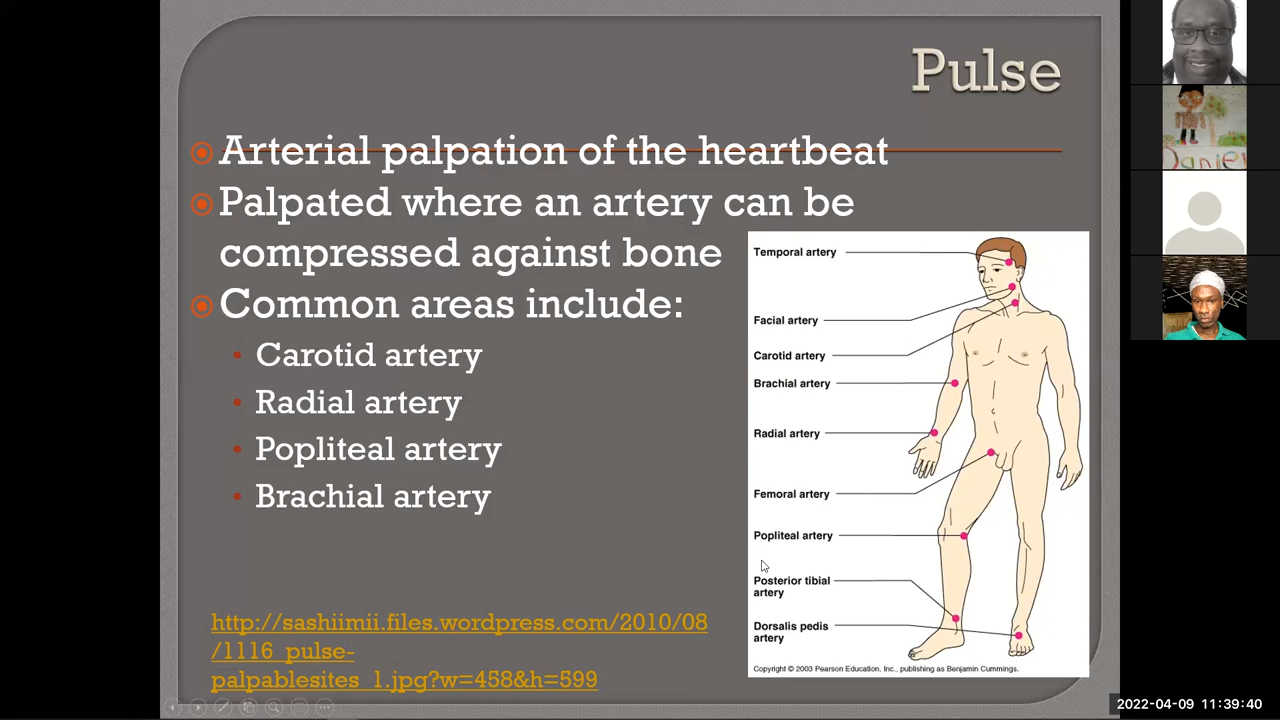 Pulse
Arterial palpation of the heartbeat
Palpated where an artery can be
compressed against bone
Common areas include:
Carotid artery
Radial artery
Popliteal artery
Brachial artery
http://sashiimii.files.wordpress.com/2010/08
/1116_pulse-
palpablesites_1.jpg?w=458&h=599
Temporal artery
Facial artery
Carotid artery
Brachial artery
Radial artery
Femoral artery
Popliteal artery
Posterior tibial
artery
Dorsalis pedis
artery
Copyright © 2003 Pearson Education, Inc., publishing as Benjamin Cummings.
Daniel
2022-04-09 11:39:40